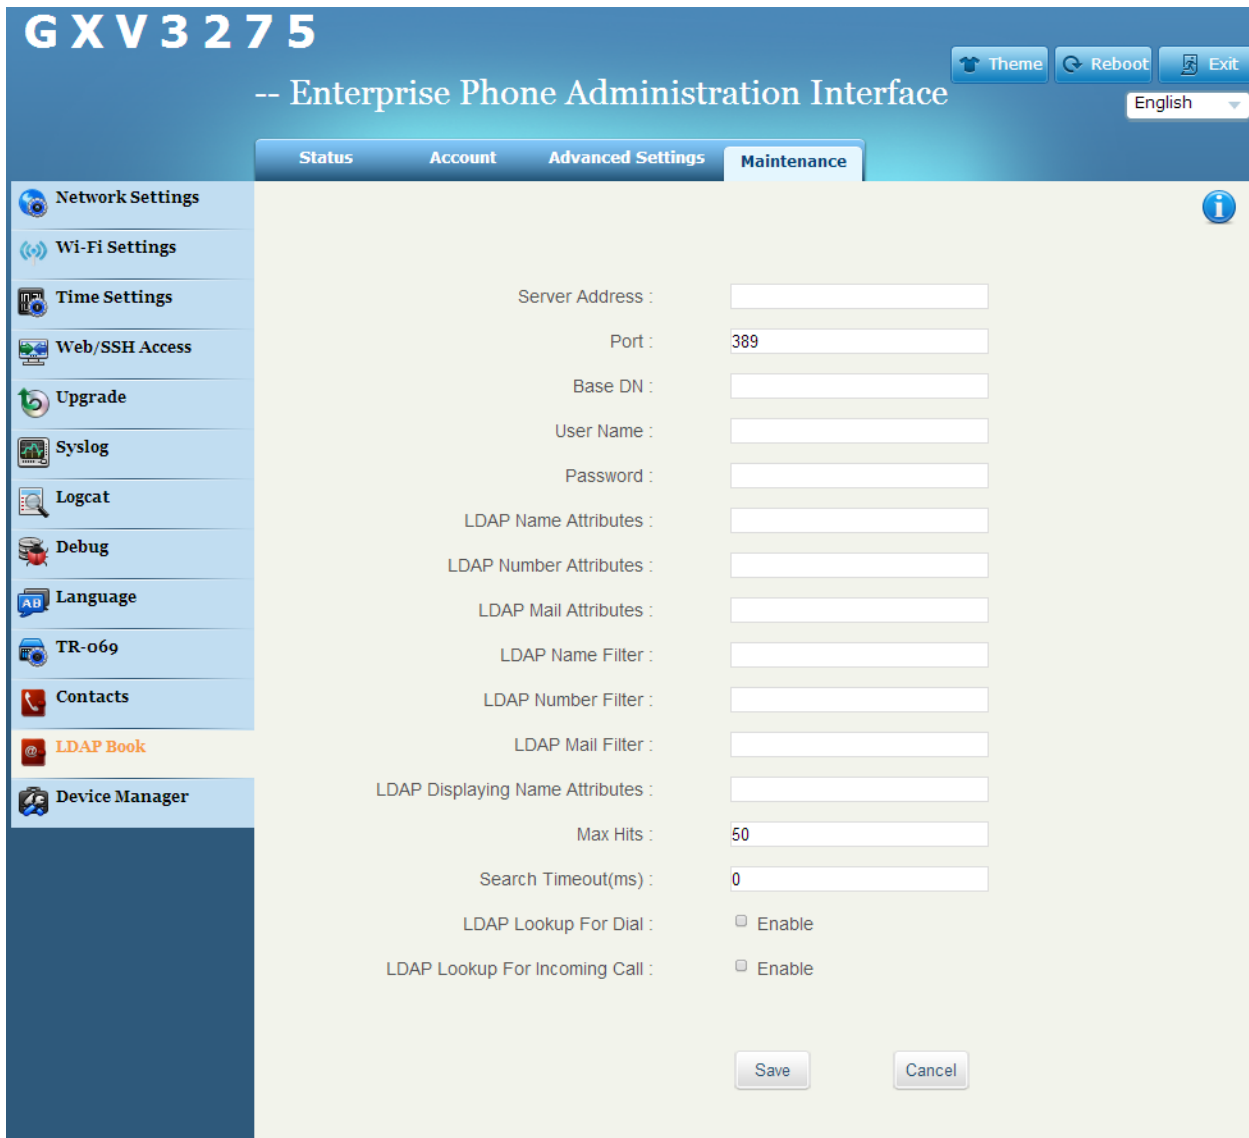 GXV3275
Theme
Reboot
Exit
-- Enterprise Phone Administration Interface
English
Status
Account
Advanced Settings
Maintenance
Network Settings
Wi-Fi Settings
Time Settings
Web/SSH Access
Upgrade
Syslog
Logcat
Debug
Language
TR-069
Contacts
LDAP Book
Device Manager
Server Address :
Port : 389
Base DN :
User Name :
Password :
LDAP Name Attributes :
LDAP Number Attributes :
LDAP Mail Attributes :
LDAP Name Filter :
LDAP Number Filter :
LDAP Mail Filter :
LDAP Displaying Name Attributes :
Max Hits : 50
Search Timeout(ms) : 0
LDAP Lookup For Dial : Enable
LDAP Lookup For Incoming Call : Enable
Save
Cancel